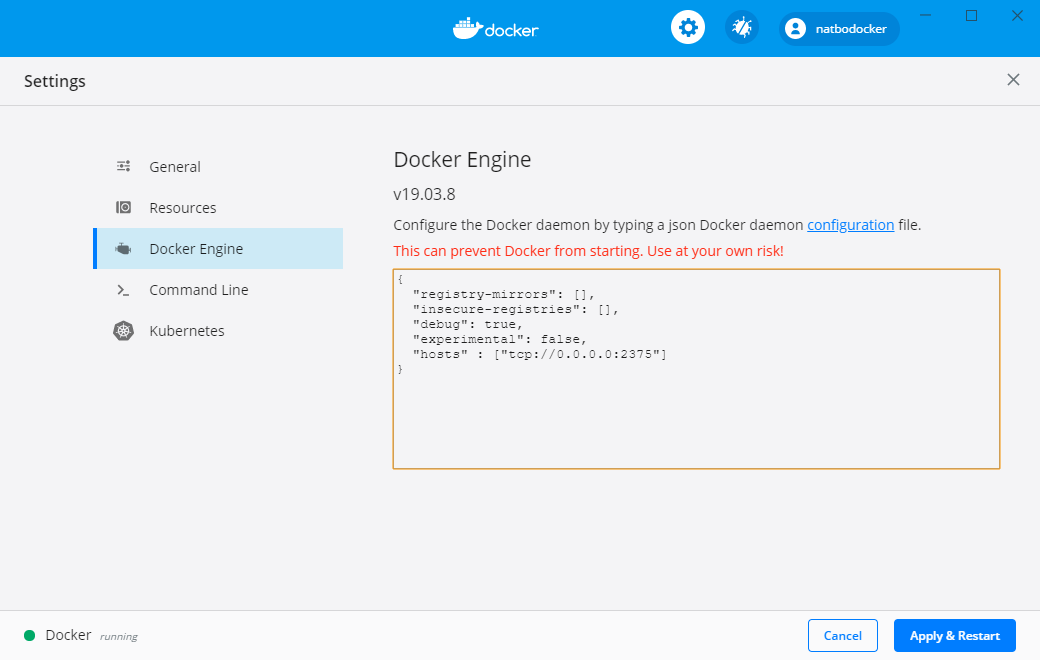 docker
natbodocker
Settings
General
Resources
Docker Engine
Command Line
Kubernetes
Docker Engine
v19.03.8
Configure the Docker daemon by typing a json Docker daemon configuration file.
This can prevent Docker from starting. Use at your own risk!
{
  "registry-mirrors": [],
  "insecure-registries": [],
  "debug": true,
  "experimental": false,
  "hosts" : ["tcp://0.0.0.0:2375"]
}
Docker running
Cancel
Apply & Restart